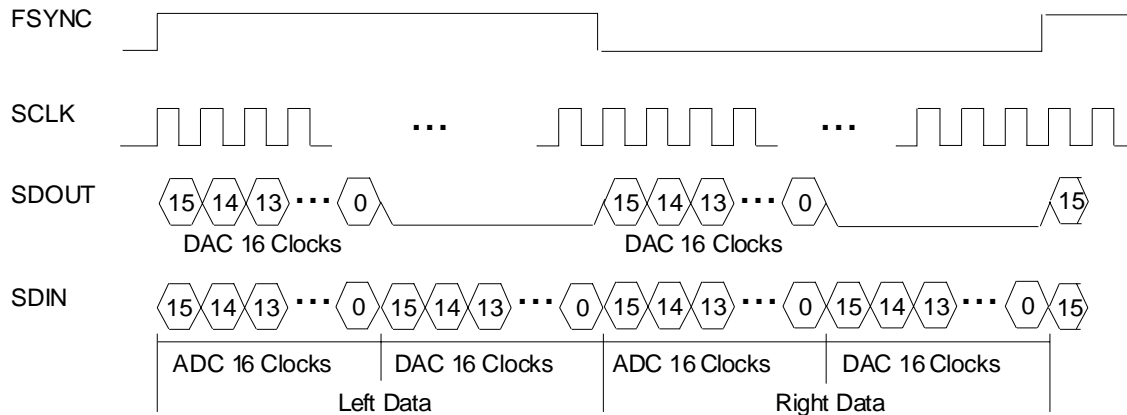 FSYNC
SCLK
... ...
SDOUT
15 14 13 ... 0 15 14 13 ... 0 15
DAC 16 Clocks DAC 16 Clocks
SDIN
15 14 13 ... 0 15 14 13 ... 0 15 14 13 ... 0 15 14 13 ... 0 15
ADC 16 Clocks DAC 16 Clocks ADC 16 Clocks DAC 16 Clocks
Left Data Right Data